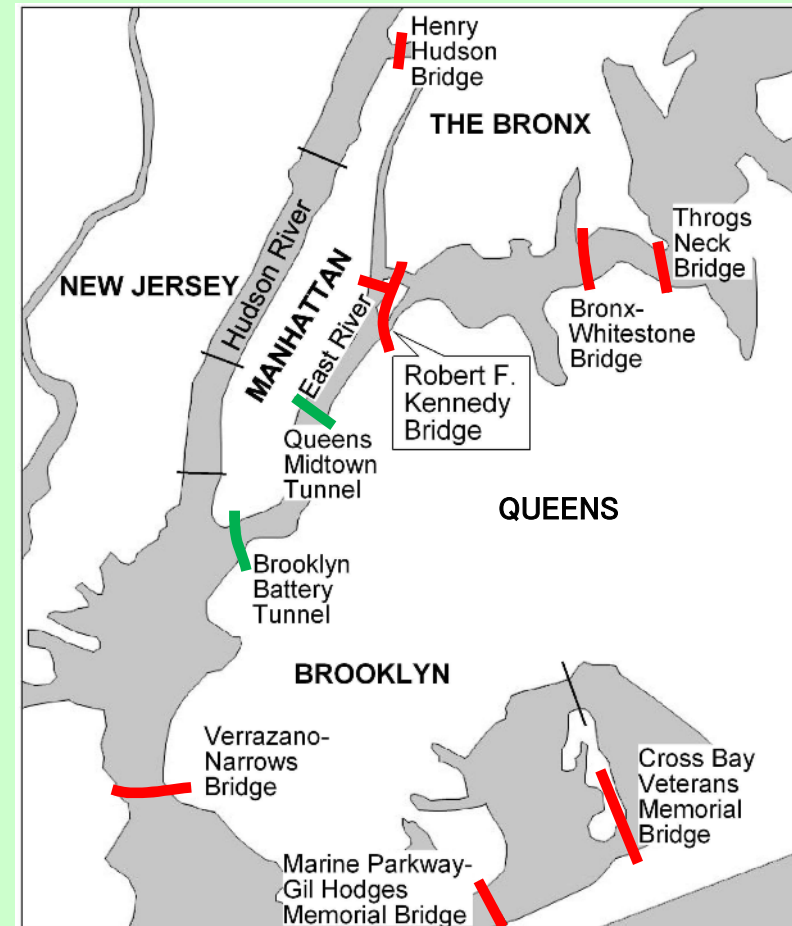 Henry
Hudson
Bridge
THE BRONX
Throgs
Neck
Bridge
NEW JERSEY
Hudson River
MANHATTAN
East River
Bronx-
Whitestone
Bridge
Robert F.
Kennedy
Bridge
Queens
Midtown
Tunnel
QUEENS
Brooklyn
Battery
Tunnel
BROOKLYN
Verrazano-
Narrows
Bridge
Cross Bay
Veterans
Memorial
Bridge
Marine Parkway-
Gil Hodges
Memorial Bridge